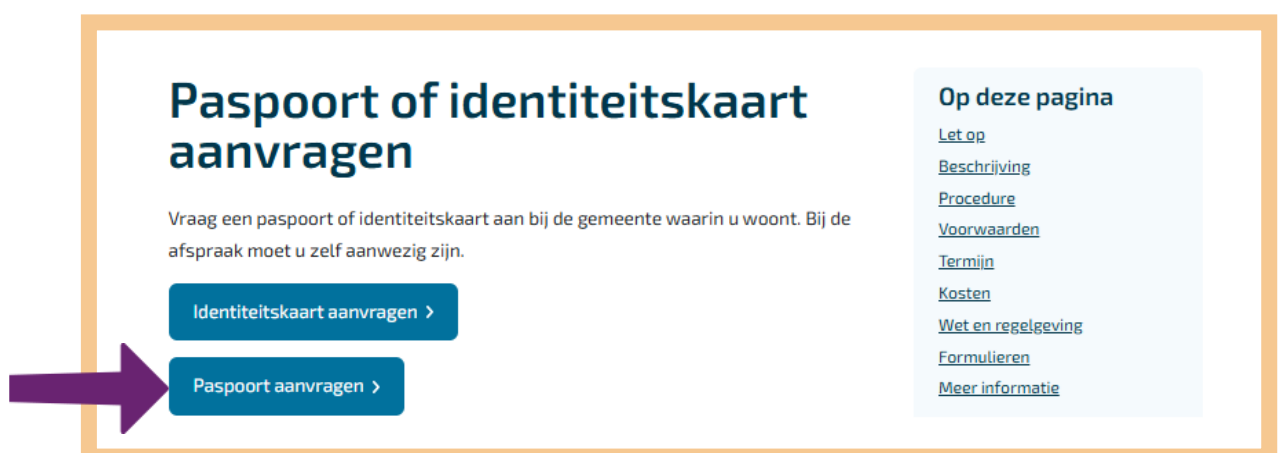 Paspoort of identiteitskaart
aanvragen
Vraag een paspoort of identiteitskaart aan bij de gemeente waarin u woont. Bij de
afspraak moet u zelf aanwezig zijn.
Identiteitskaart aanvragen >
Paspoort aanvragen >
Op deze pagina
Let op
Beschrijving
Procedure
Voorwaarden
Termijn
Kosten
Wet en regelgeving
Formulieren
Meer informatie